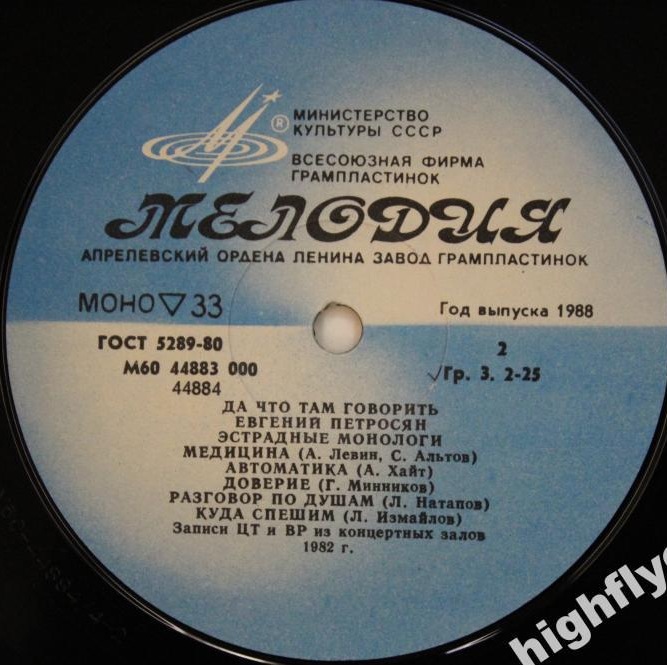 ®
МИНИСТЕРСТВО
КУЛЬТУРЫ СССР
ВСЕСОЮЗНАЯ ФИРМА
ГРАМПЛАСТИНОК
МЕЛОДИЯ
АПРЕЛЕВСКИЙ ОРДЕНА ЛЕНИНА ЗАВОД ГРАМПЛАСТИНОК
МОНО ▽ 33
Год выпуска 1988
ГОСТ 5289-80
2
М60 44883 000
Гр. 3. 2-25
44884
ДА ЧТО ТАМ ГОВОРИТЬ
ЕВГЕНИЙ ПЕТРОСЯН
ЭСТРАДНЫЕ МОНОЛОГИ
МЕДИЦИНА (А. Левин, С. Альтов)
АВТОМАТИКА (А. Хайт)
ДОВЕРИЕ (Г. Минников)
РАЗГОВОР ПО ДУШАМ (Л. Натапов)
КУДА СПЕШИМ (Л. Измайлов)
Записи ЦТ и ВР из концертных залов
1982 г.
highflye